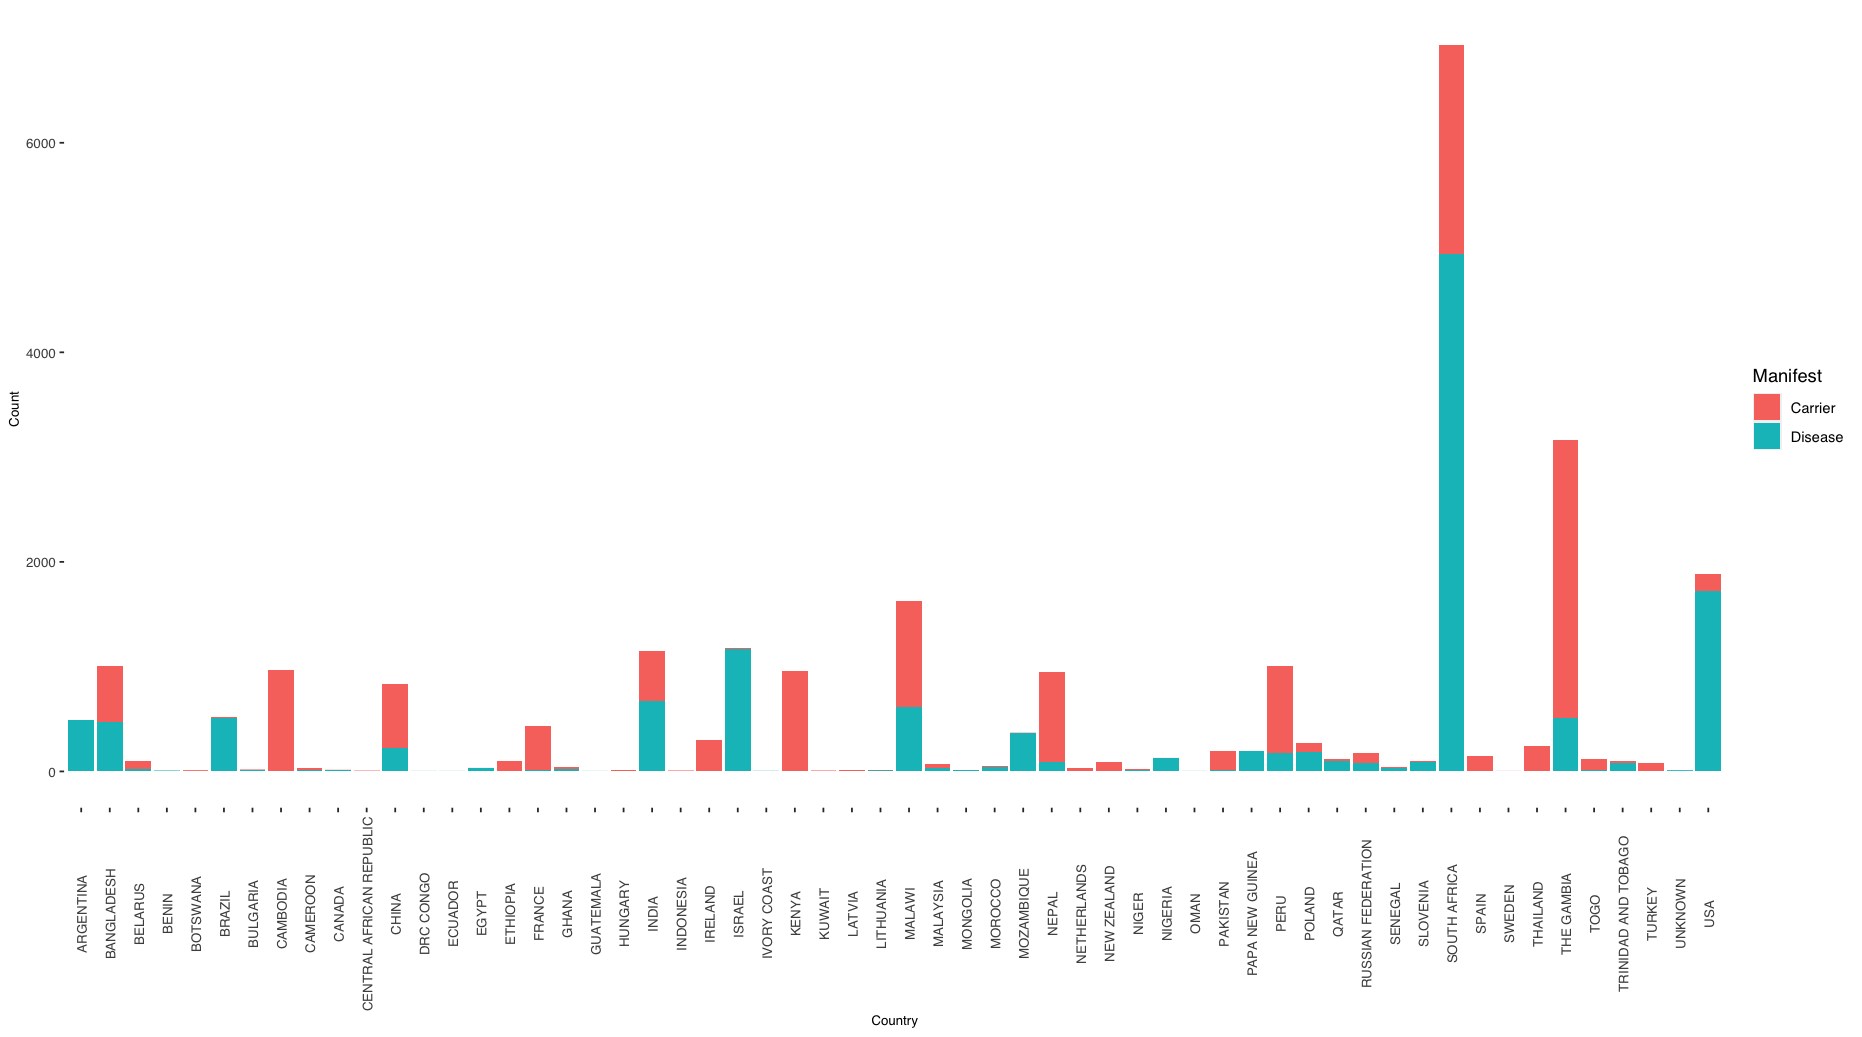 6000
4000
2000
0
Count
ARGENTINA
BANGLADESH
BELARUS
BENIN
BOTSWANA
BRAZIL
BULGARIA
CAMBODIA
CAMEROON
CANADA
CENTRAL AFRICAN REPUBLIC
CHINA
DRC CONGO
ECUADOR
EGYPT
ETHIOPIA
FRANCE
GHANA
GUATEMALA
HUNGARY
INDIA
INDONESIA
IRELAND
ISRAEL
IVORY COAST
KENYA
KUWAIT
LATVIA
LITHUANIA
MALAWI
MALAYSIA
MONGOLIA
MOROCCO
MOZAMBIQUE
NEPAL
NETHERLANDS
NEW ZEALAND
NIGER
NIGERIA
OMAN
PAKISTAN
PAPA NEW GUINEA
PERU
POLAND
QATAR
RUSSIAN FEDERATION
SENEGAL
SLOVENIA
SOUTH AFRICA
SPAIN
SWEDEN
THAILAND
THE GAMBIA
TOGO
TRINIDAD AND TOBAGO
TURKEY
UNKNOWN
USA
Country
Manifest
Carrier
Disease